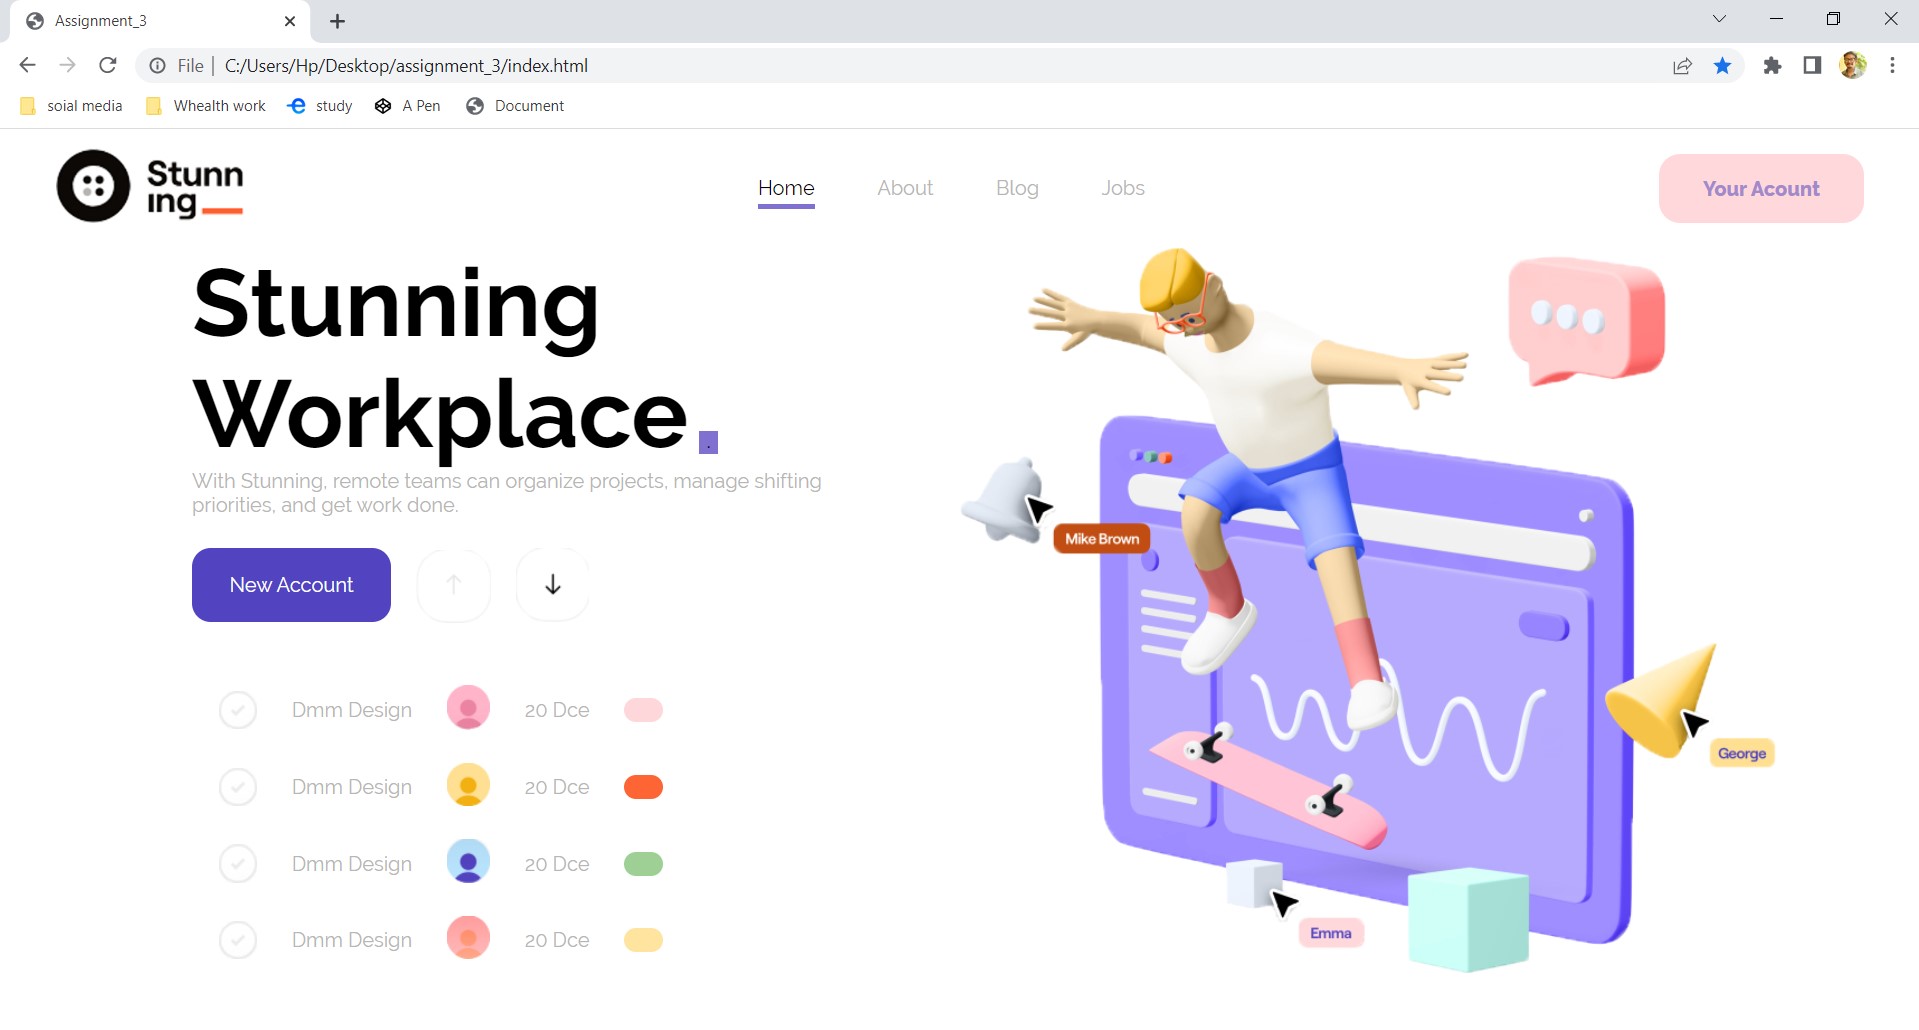 Assignment_3
File
C:/Users/Hp/Desktop/assignment_3/index.html
soial media
Whealth work
study
A Pen
Document
Stunn
ing
Home
About
Blog
Jobs
Your Acount
Stunning
Workplace
.
With Stunning, remote teams can organize projects, manage shifting
priorities, and get work done.
New Account
Dmm Design 20 Dce
Dmm Design 20 Dce
Dmm Design 20 Dce
Dmm Design 20 Dce
Mike Brown
George
Emma